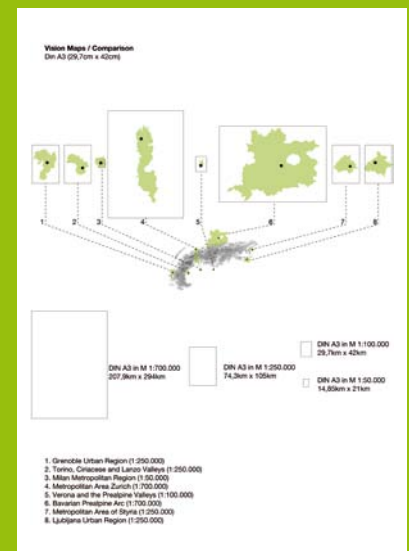 Vision Maps / Comparison
Din A3 (29,7cm x 42cm)
1. 2. 3. 4. 5. 6. 7. 8.
DIN A3 in M 1:700.000
207,9km x 294km
DIN A3 in M 1:250.000
74,3km x 105km
DIN A3 in M 1:100.000
29,7km x 42km
DIN A3 in M 1:50.000
14,85km x 21km
1. Grenoble Urban Region (1:250.000)
2. Torino, Ciriacese and Lanzo Valleys (1:250.000)
3. Milan Metropolitan Region (1:50.000)
4. Metropolitan Area Zurich (1:700.000)
5. Verona and the Prealpine Valleys (1:100.000)
6. Bavarian Prealpine Arc (1:700.000)
7. Metropolitan Area of Styria (1:250.000)
8. Ljubljana Urban Region (1:250.000)